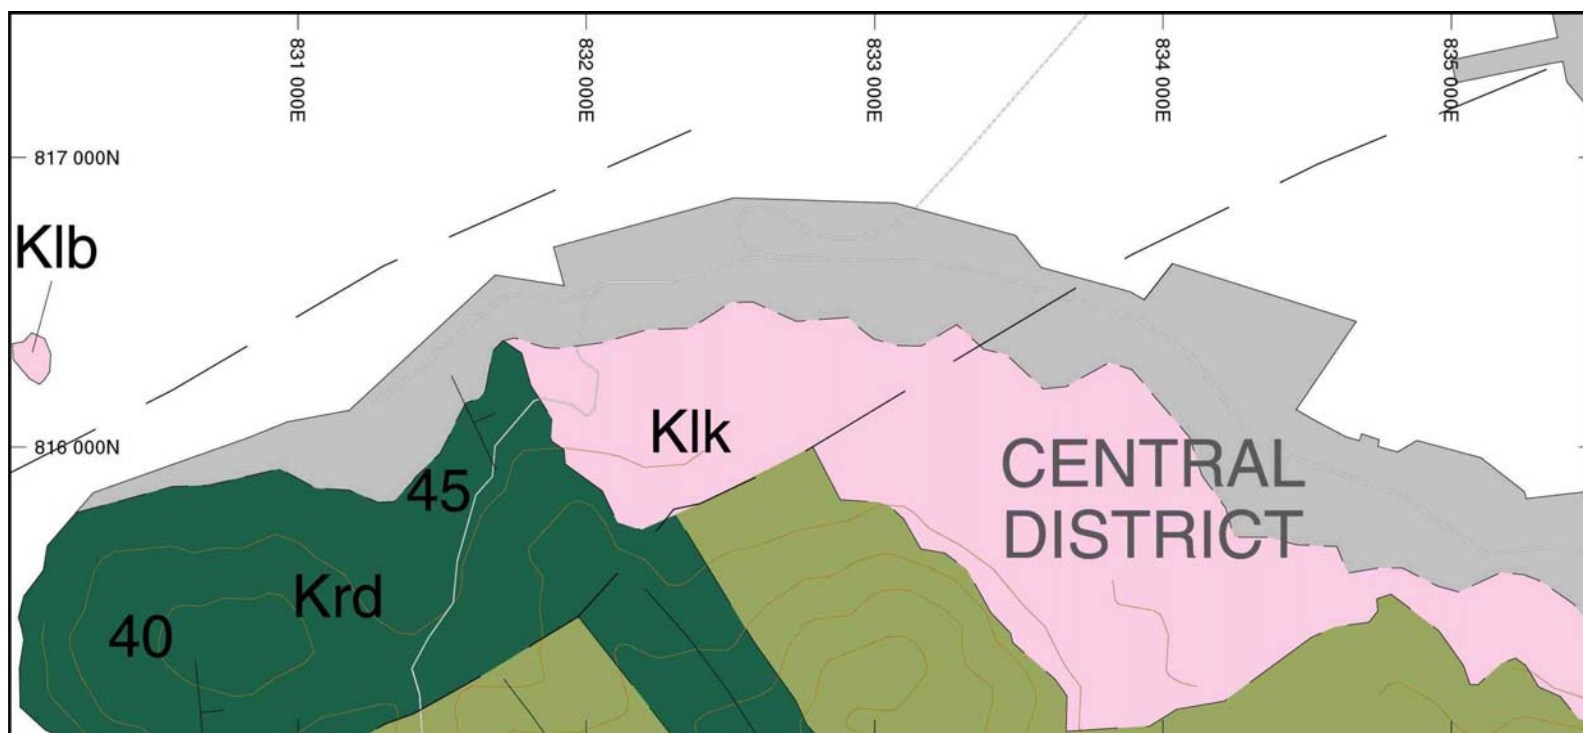 831 000E
832 000E
833 000E
834 000E
835 000E
817 000N
Klb
816 000N
Klk
CENTRAL
DISTRICT
45
Krd
40